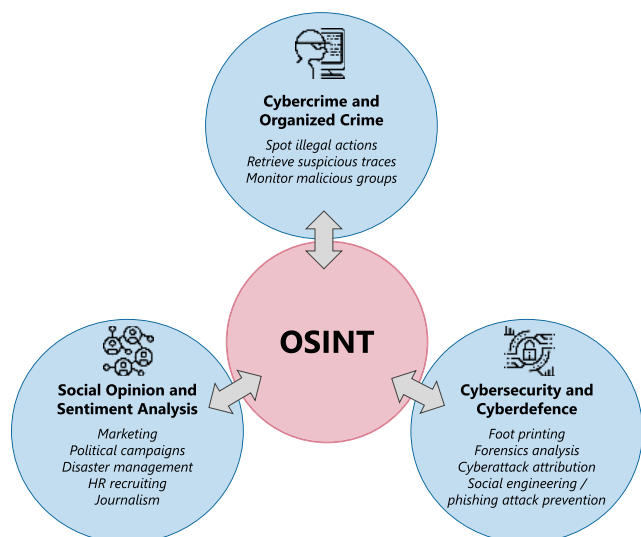 Cybercrime and
Organized Crime
Spot illegal actions
Retrieve suspicious traces
Monitor malicious groups
OSINT
Social Opinion and
Sentiment Analysis
Marketing
Political campaigns
Disaster management
HR recruiting
Journalism
Cybersecurity and
Cyberdefence
Foot printing
Forensics analysis
Cyberattack attribution
Social engineering /
phishing attack prevention